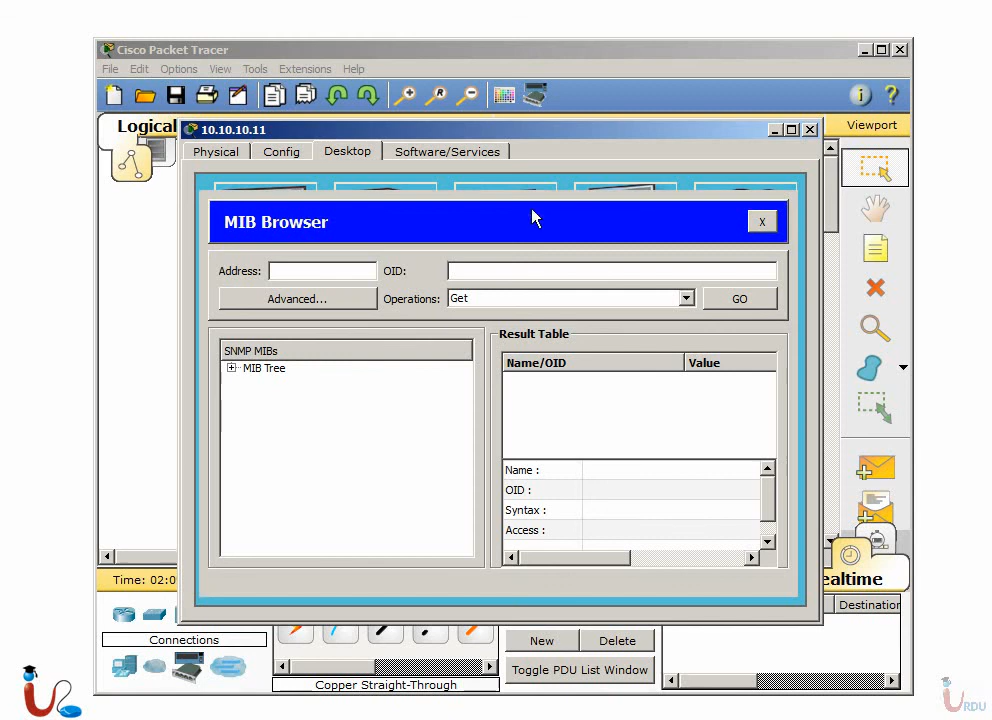 Cisco Packet Tracer
File Edit Options View Tools Extensions Help
Logical
Viewport
10.10.10.11
Physical Config Desktop Software/Services
MIB Browser
X
Address: OID:
Advanced... Operations: Get GO
SNMP MIBs
MIB Tree
Result Table
Name/OID Value
Name :
OID :
Syntax :
Access :
Time: 02:0
ealtime
Destination
Connections
New Delete
Toggle PDU List Window
Copper Straight-Through
U
URDU